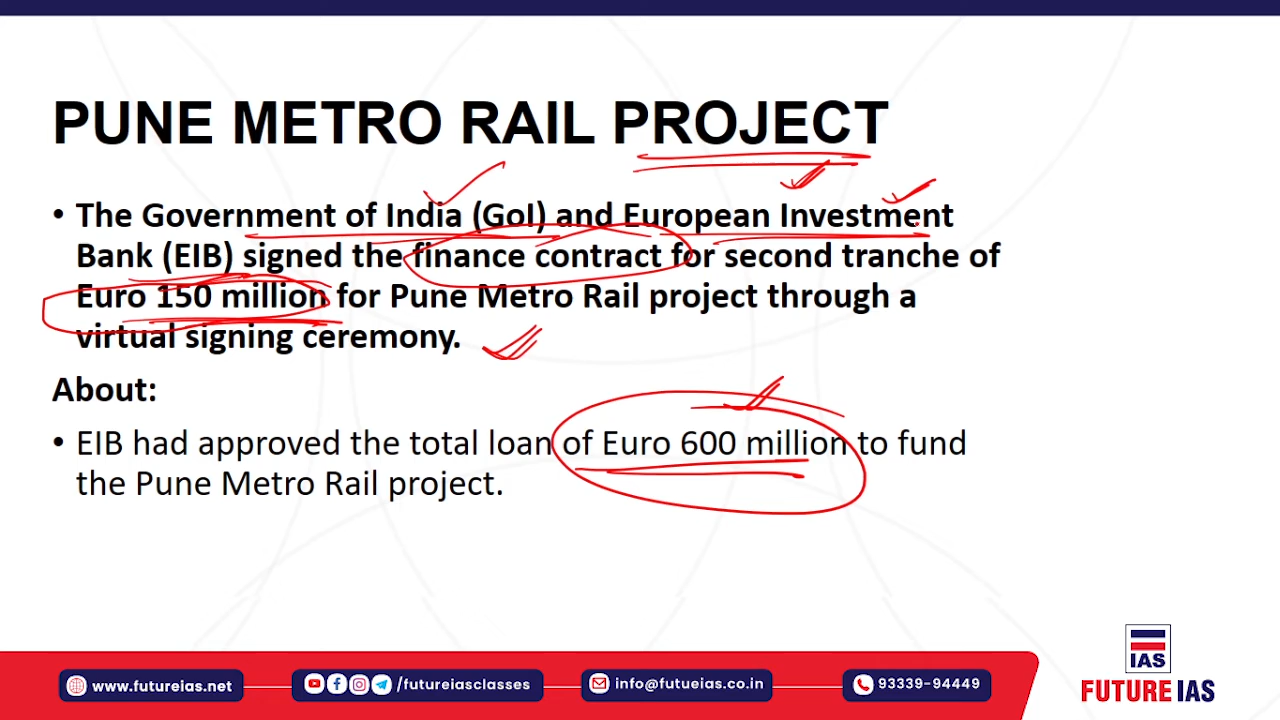 PUNE METRO RAIL PROJECT
• The Government of India (GoI) and European Investment
Bank (EIB) signed the finance contract for second tranche of
Euro 150 million for Pune Metro Rail project through a
virtual signing ceremony.
About:
• EIB had approved the total loan of Euro 600 million to fund
the Pune Metro Rail project.
IAS
FUTURE IAS
www.futureias.net
/futureiasclasses
info@futueias.co.in
93339-94449